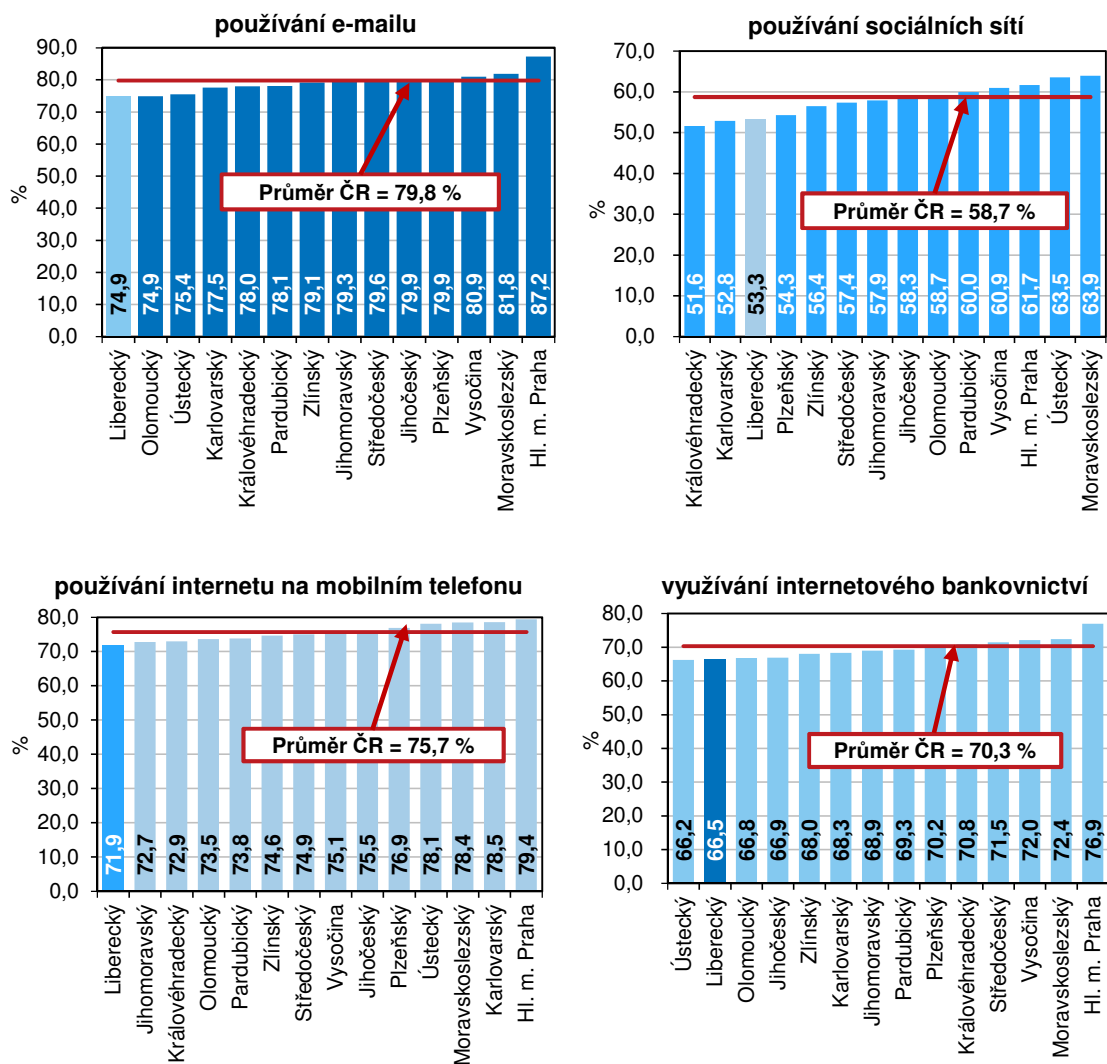 používání e-mailu
90,0
80,0
70,0
60,0
50,0
40,0
30,0
20,0
10,0
0,0
%
Průměr ČR = 79,8 %
74,9
74,9
75,4
77,5
78,0
78,1
79,1
79,3
79,6
79,9
79,9
80,9
81,8
87,2
Liberecký
Olomoucký
Ústecký
Karlovarský
Královéhradecký
Pardubický
Zlínský
Jihomoravský
Středočeský
Jihočeský
Plzeňský
Vysočina
Moravskoslezský
Hl. m. Praha
používání sociálních sítí
70,0
60,0
50,0
40,0
30,0
20,0
10,0
0,0
%
Průměr ČR = 58,7 %
51,6
52,8
53,3
54,3
56,4
57,4
57,9
58,3
58,7
60,0
60,9
61,7
63,5
63,9
Královéhradecký
Karlovarský
Liberecký
Plzeňský
Zlínský
Středočeský
Jihomoravský
Jihočeský
Olomoucký
Pardubický
Vysočina
Hl. m. Praha
Ústecký
Moravskoslezský
používání internetu na mobilním telefonu
80,0
70,0
60,0
50,0
40,0
30,0
20,0
10,0
0,0
%
Průměr ČR = 75,7 %
71,9
72,7
72,9
73,5
73,8
74,6
74,9
75,1
75,5
76,9
78,1
78,4
78,5
79,4
Liberecký
Jihomoravský
Královéhradecký
Olomoucký
Pardubický
Zlínský
Středočeský
Vysočina
Jihočeský
Plzeňský
Ústecký
Moravskoslezský
Karlovarský
Hl. m. Praha
využívání internetového bankovnictví
80,0
70,0
60,0
50,0
40,0
30,0
20,0
10,0
0,0
%
Průměr ČR = 70,3 %
66,2
66,5
66,8
66,9
68,0
68,3
68,9
69,3
70,2
70,8
71,5
72,0
72,4
76,9
Ústecký
Liberecký
Olomoucký
Jihočeský
Zlínský
Karlovarský
Jihomoravský
Pardubický
Plzeňský
Královéhradecký
Středočeský
Vysočina
Moravskoslezský
Hl. m. Praha